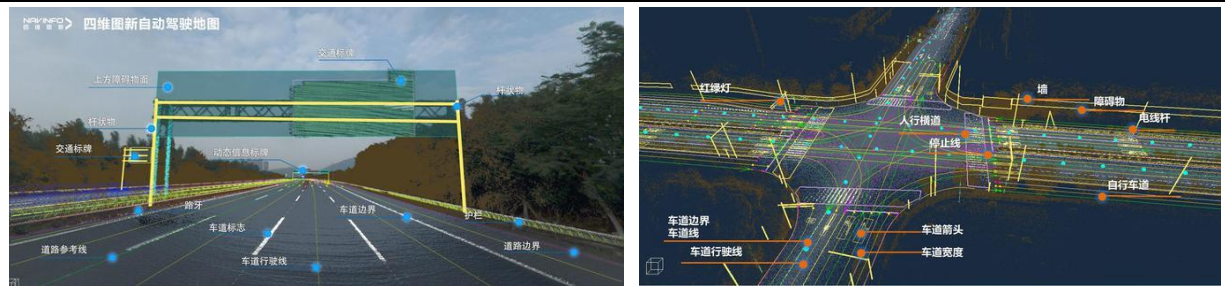 NAVINFO
四维图新
四维图新自动驾驶地图
交通标牌
上方障碍物面
杆状物
杆状物
交通标牌
动态信息标牌
路牙
车道边界
护栏
车道标志
道路参考线
车道行驶线
道路边界
红绿灯
墙
障碍物
人行横道
电线杆
停止线
自行车道
车道边界
车道线
车道箭头
车道行驶线
车道宽度